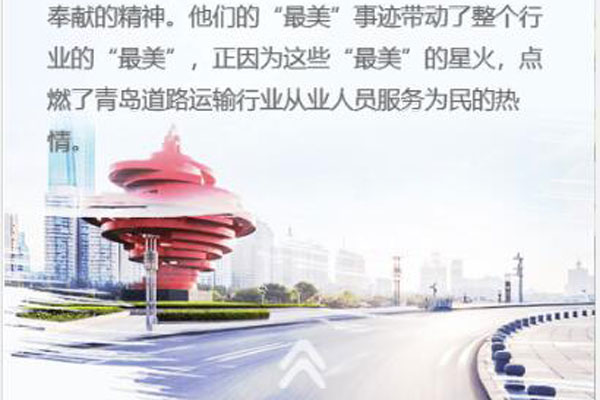 奉献的精神。他们的“最美”事迹带动了整个行
业的“最美”，正因为这些“最美”的星火，点
燃了青岛道路运输行业从业人员服务为民的热
情。